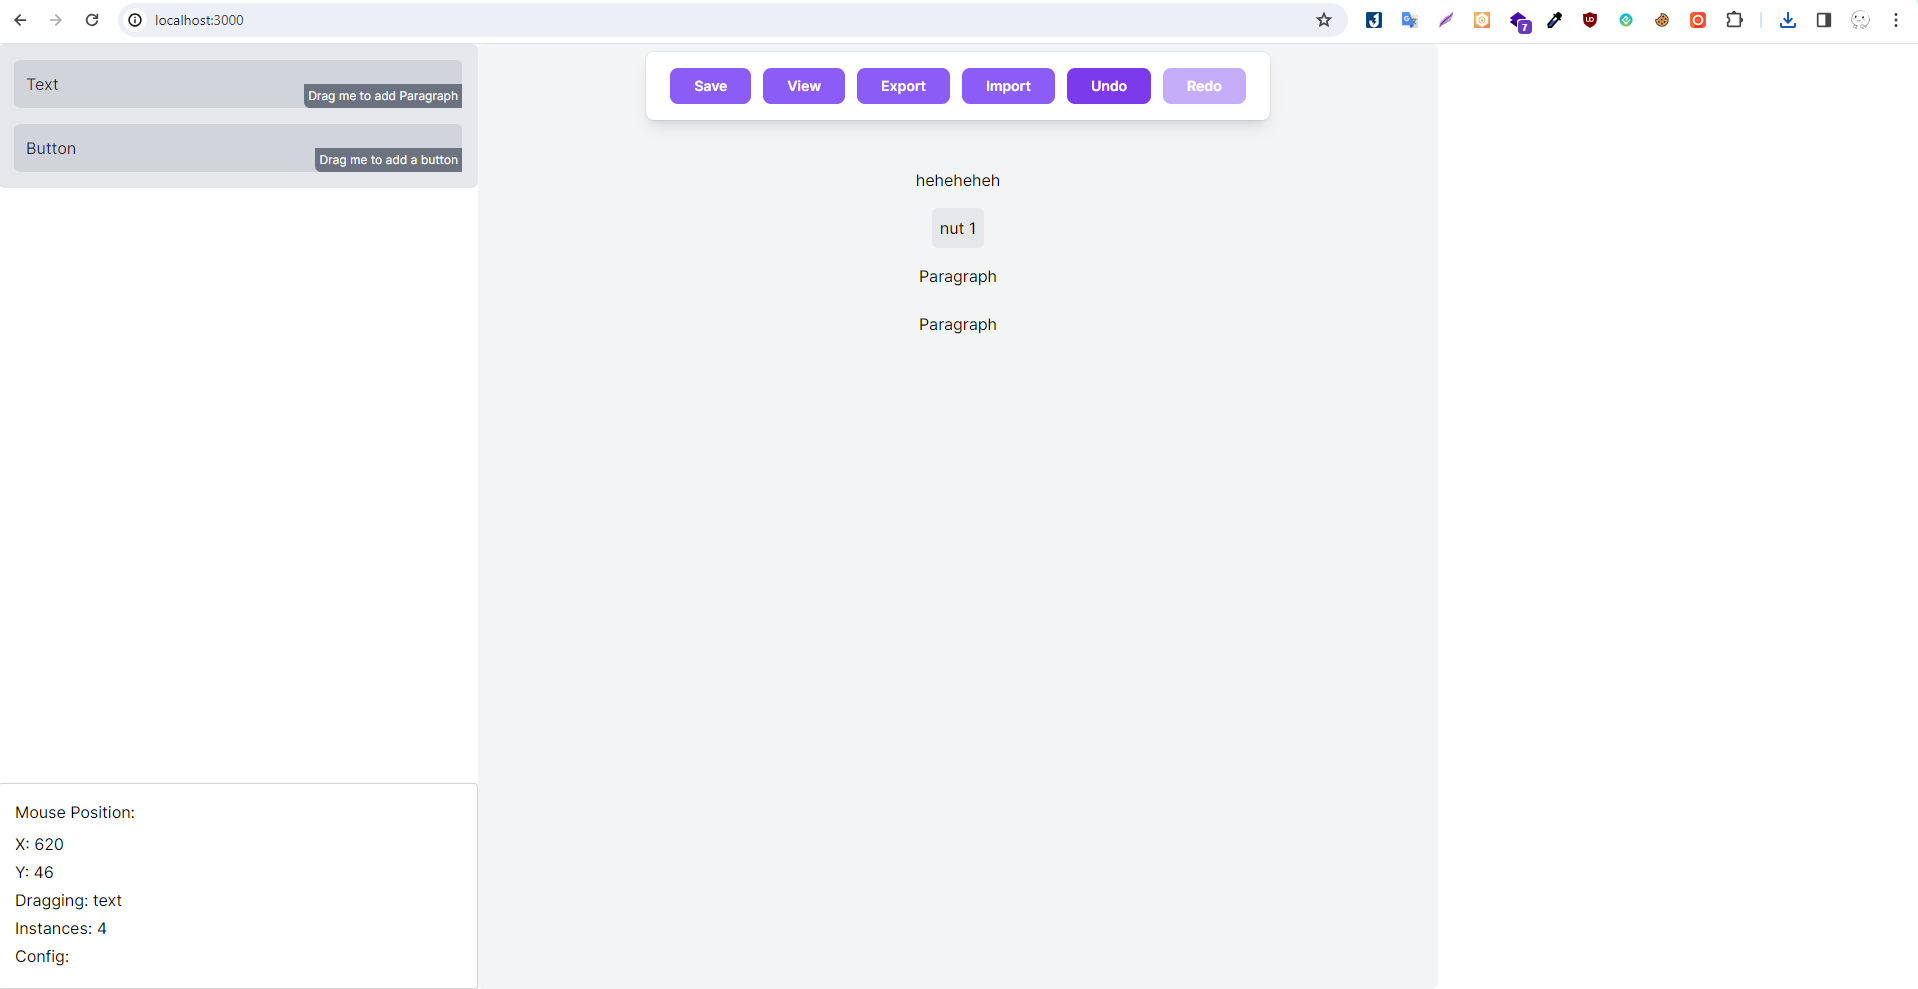 localhost:3000
7
Text
Drag me to add Paragraph
Button
Drag me to add a button
Save View Export Import Undo Redo
heheheheh
nut 1
Paragraph
Paragraph
Mouse Position:
X: 620
Y: 46
Dragging: text
Instances: 4
Config: